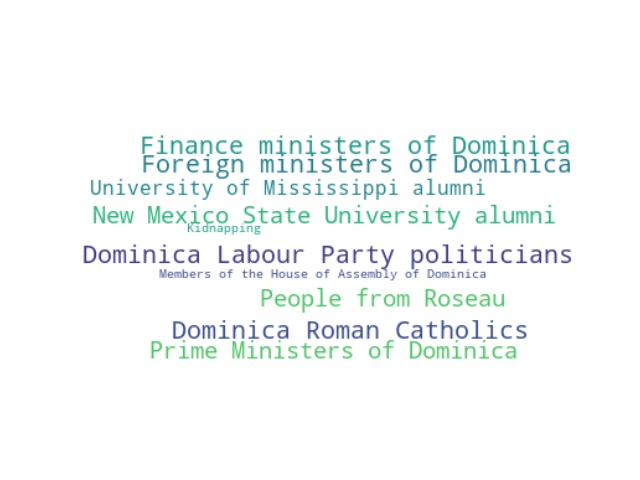 Finance ministers of Dominica
Foreign ministers of Dominica
University of Mississippi alumni
New Mexico State University alumni
Kidnapping
Dominica Labour Party politicians
Members of the House of Assembly of Dominica
People from Roseau
Dominica Roman Catholics
Prime Ministers of Dominica